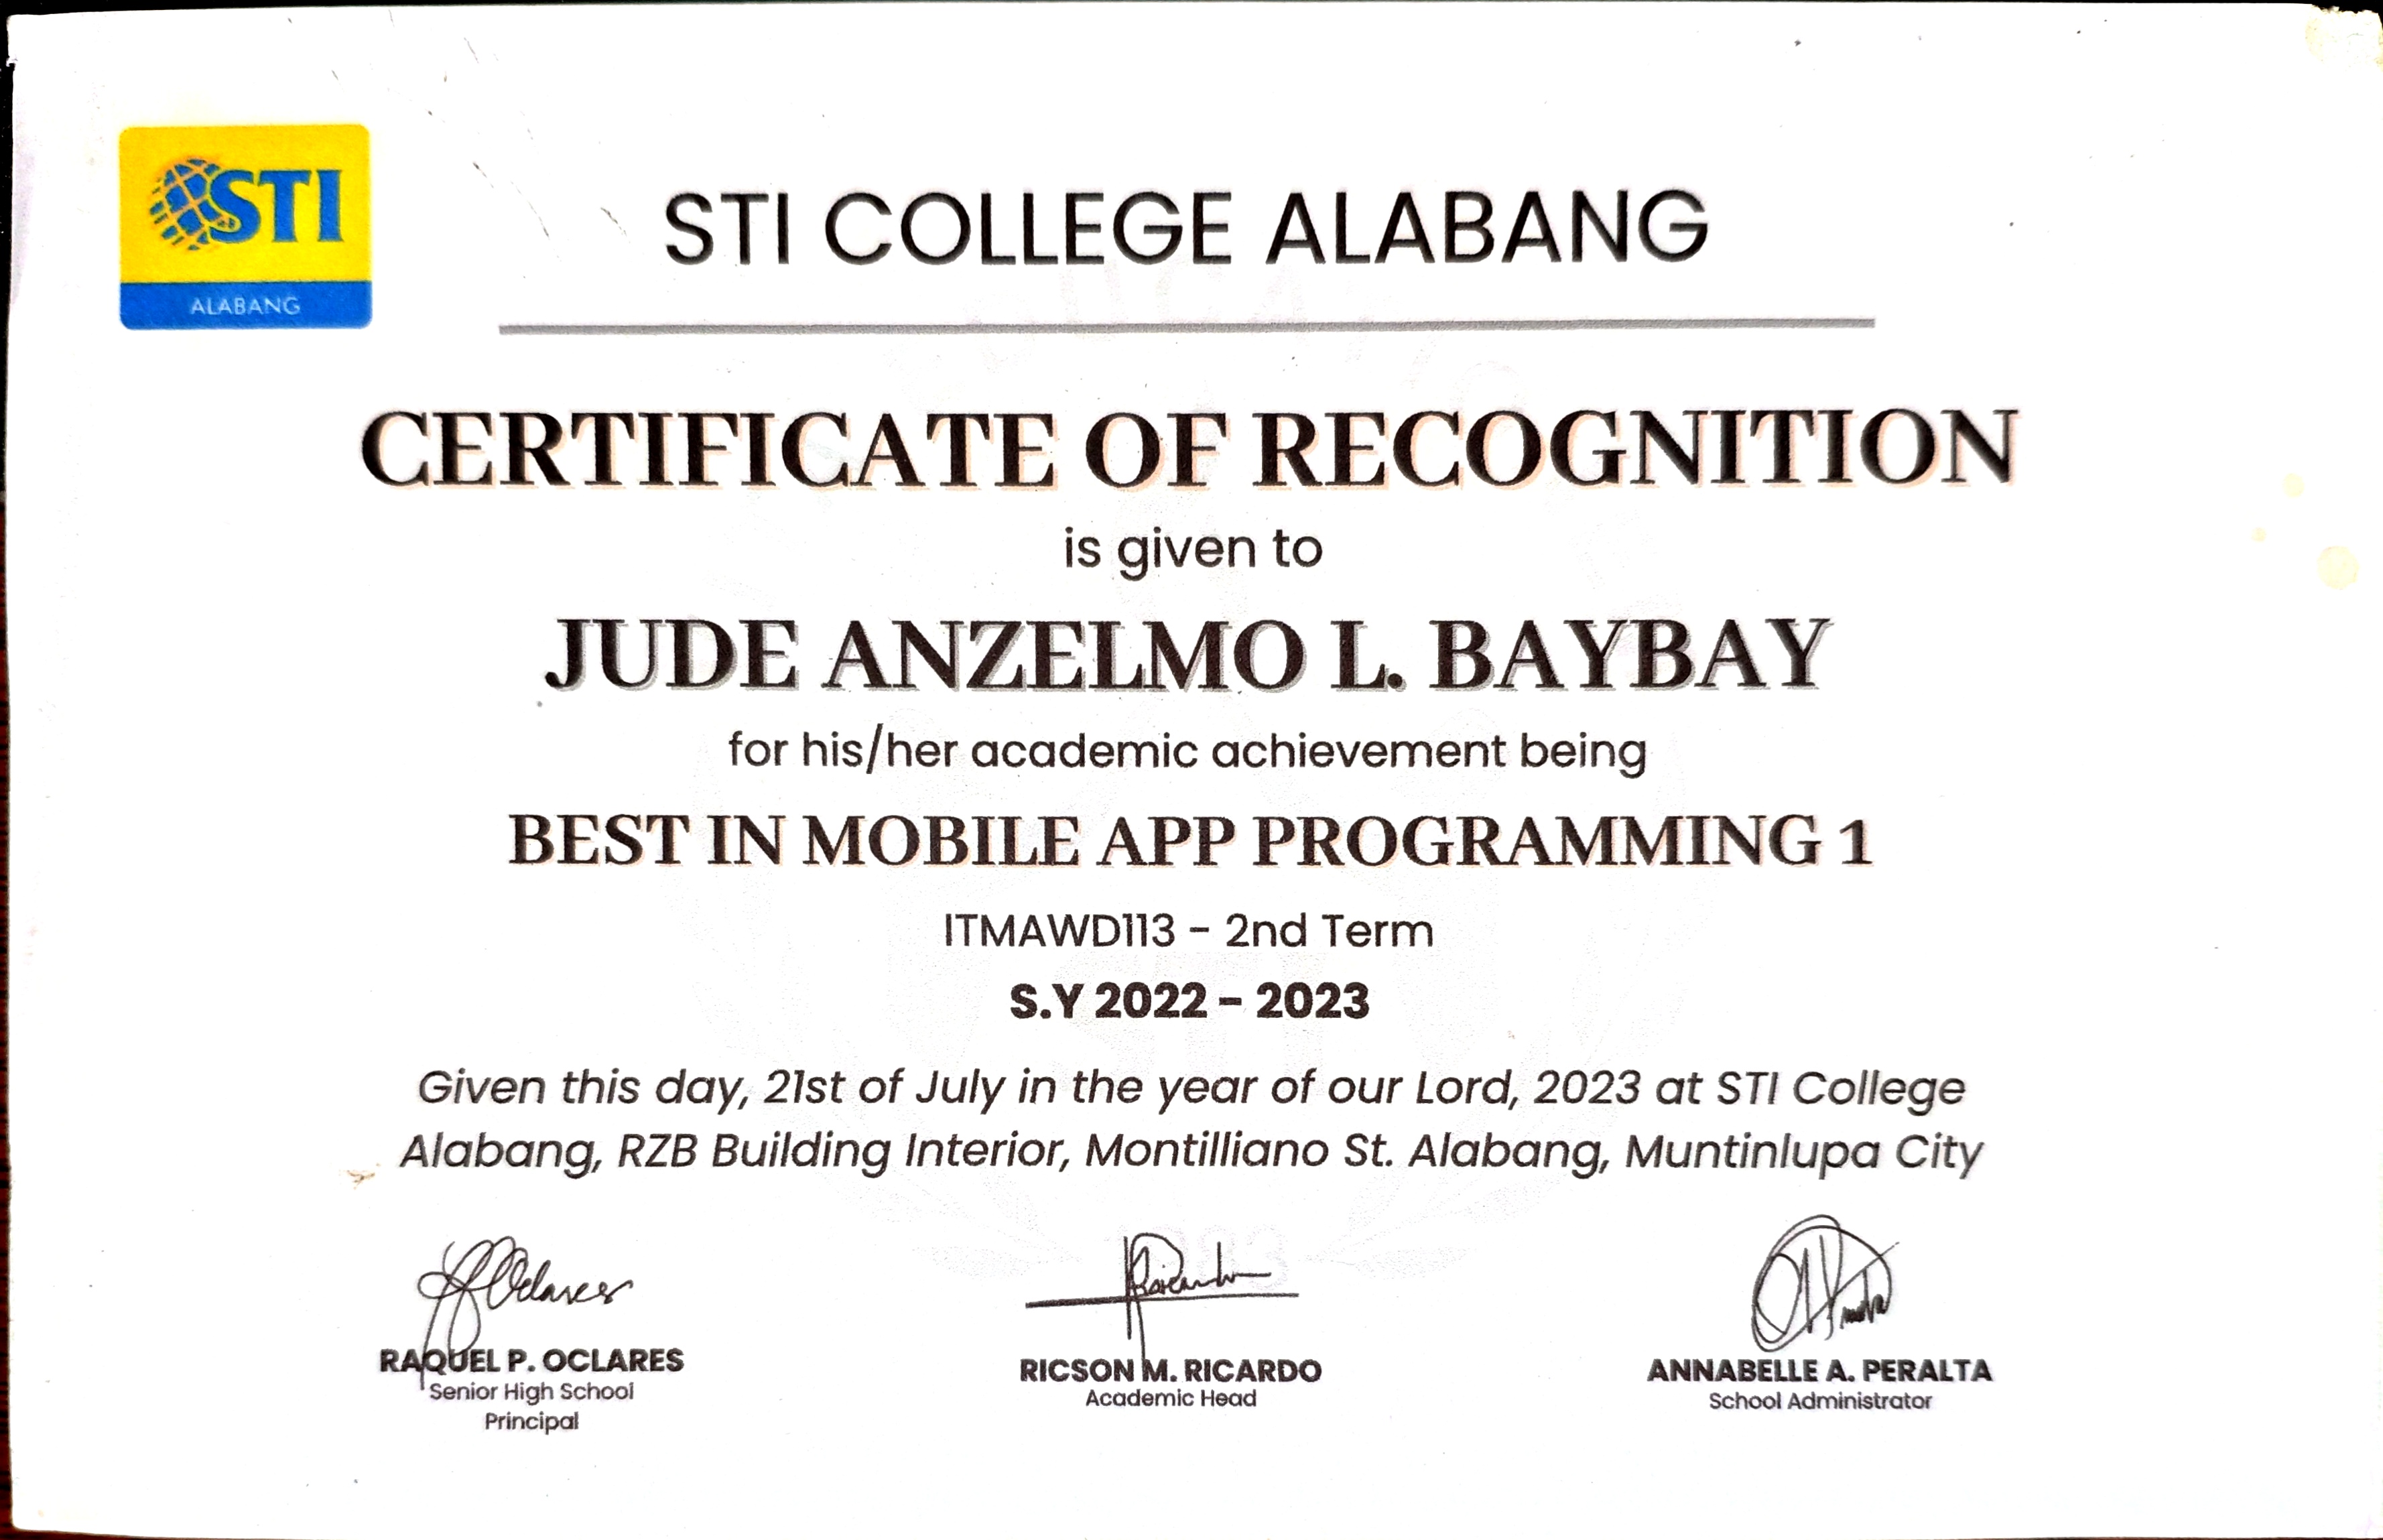 STI
ALABANG
STI COLLEGE ALABANG
CERTIFICATE OF RECOGNITION
is given to
JUDE ANZELMO L. BAYBAY
for his/her academic achievement being
BEST IN MOBILE APP PROGRAMMING 1
ITMAWD113 - 2nd Term
S.Y 2022 - 2023
Given this day, 21st of July in the year of our Lord, 2023 at STI College
Alabang, RZB Building Interior, Montilliano St. Alabang, Muntinlupa City
RAQUEL P. OCLARES
Senior High School
Principal
RICSON M. RICARDO
Academic Head
ANNABELLE A. PERALTA
School Administrator